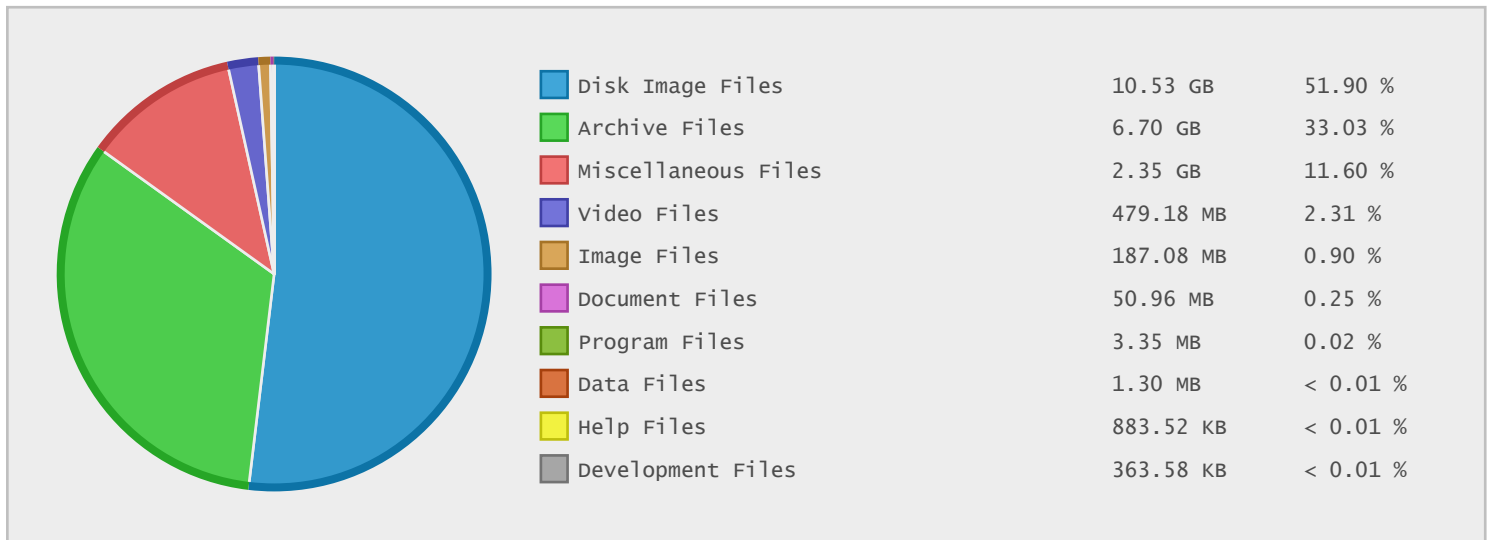 Disk Image Files 10.53 GB 51.90 %
Archive Files 6.70 GB 33.03 %
Miscellaneous Files 2.35 GB 11.60 %
Video Files 479.18 MB 2.31 %
Image Files 187.08 MB 0.90 %
Document Files 50.96 MB 0.25 %
Program Files 3.35 MB 0.02 %
Data Files 1.30 MB < 0.01 %
Help Files 883.52 KB < 0.01 %
Development Files 363.58 KB < 0.01 %